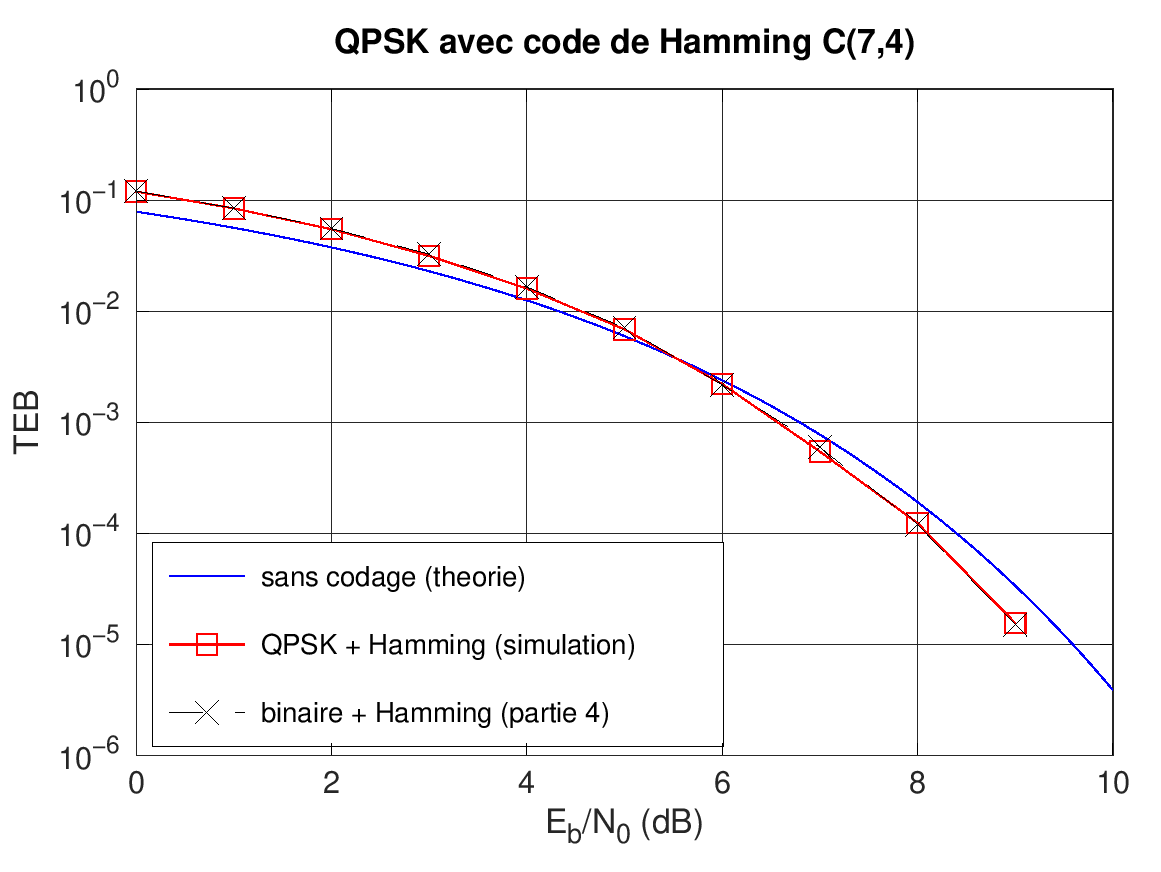 QPSK avec code de Hamming C(7,4)
10^0
10^-1
10^-2
10^-3
10^-4
10^-5
10^-6
TEB
sans codage (theorie)
QPSK + Hamming (simulation)
binaire + Hamming (partie 4)
0 2 4 6 8 10
E_b/N_0 (dB)